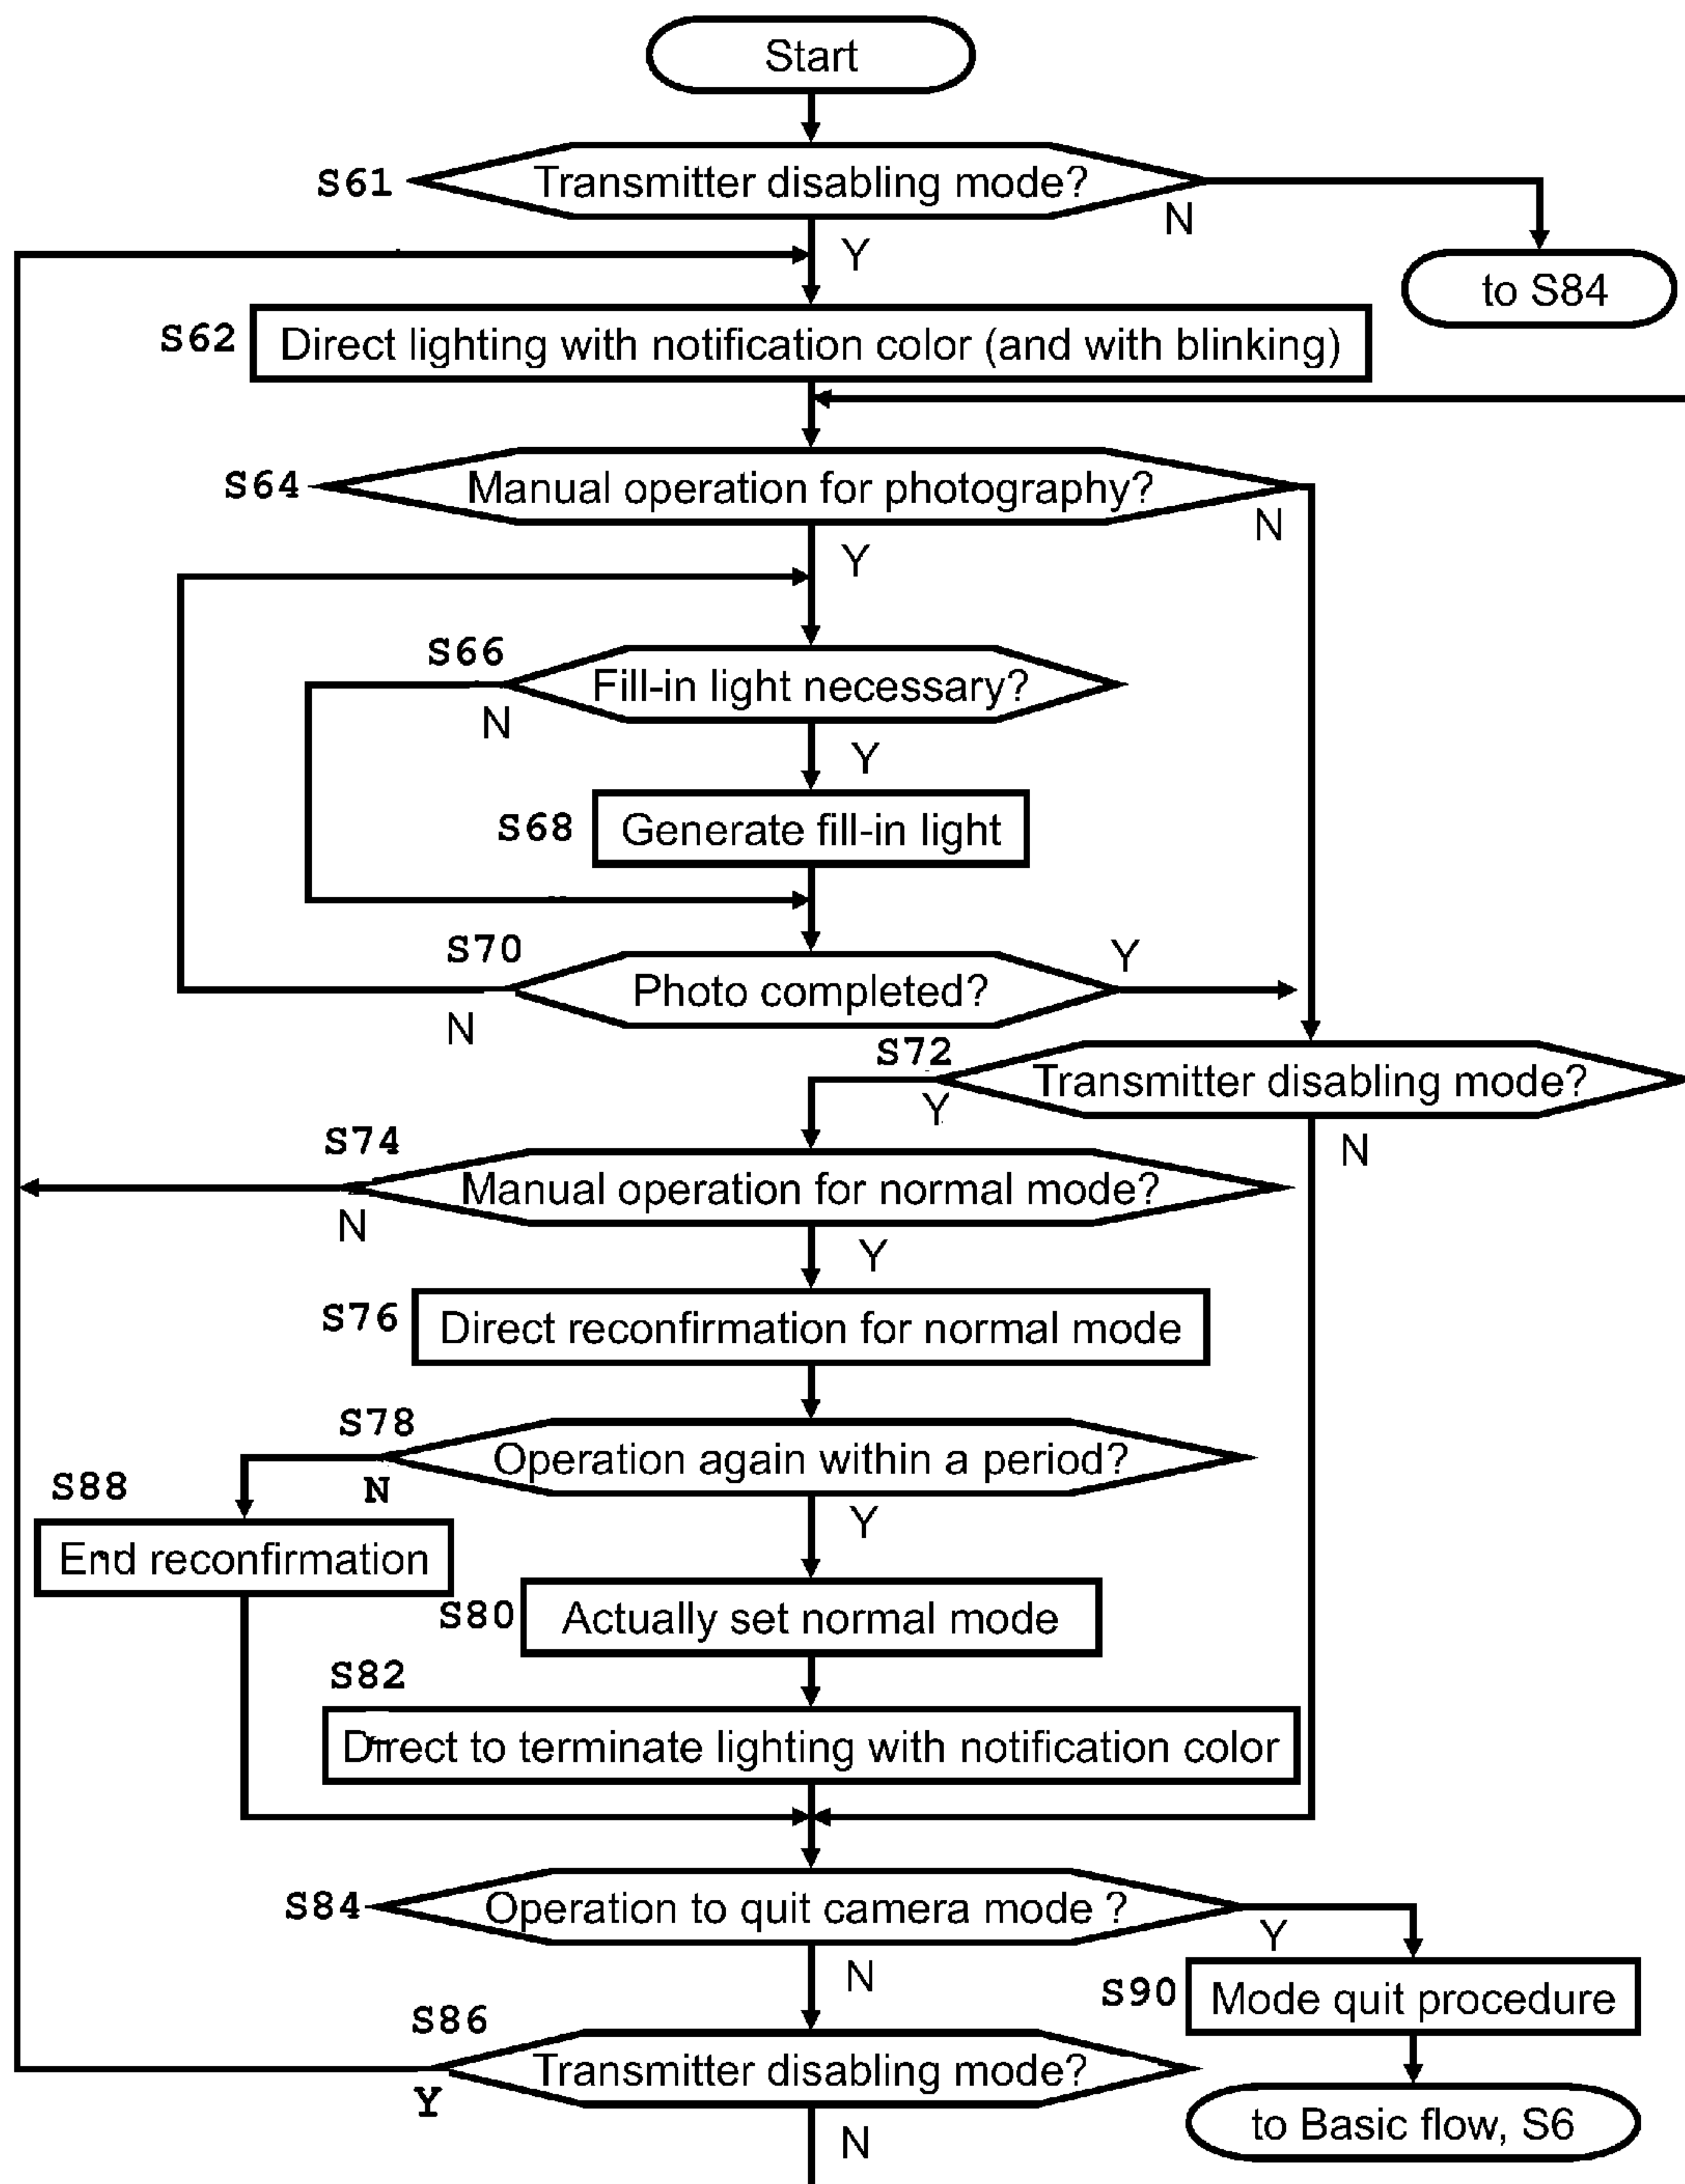 Start
S61
Transmitter disabling mode?
N
Y
to S84
S62
Direct lighting with notification color (and with blinking)
S64
Manual operation for photography?
N
Y
S66
Fill-in light necessary?
N
Y
S68
Generate fill-in light
S70
Y
Photo completed?
N
S72
Transmitter disabling mode?
Y
N
S74
Manual operation for normal mode?
N
Y
S76
Direct reconfirmation for normal mode
S78
Operation again within a period?
N
Y
S88
End reconfirmation
S80
Actually set normal mode
S82
Direct to terminate lighting with notification color
S84
Operation to quit camera mode ?
Y
N
S90
Mode quit procedure
S86
Transmitter disabling mode?
Y
N
to Basic flow, S6